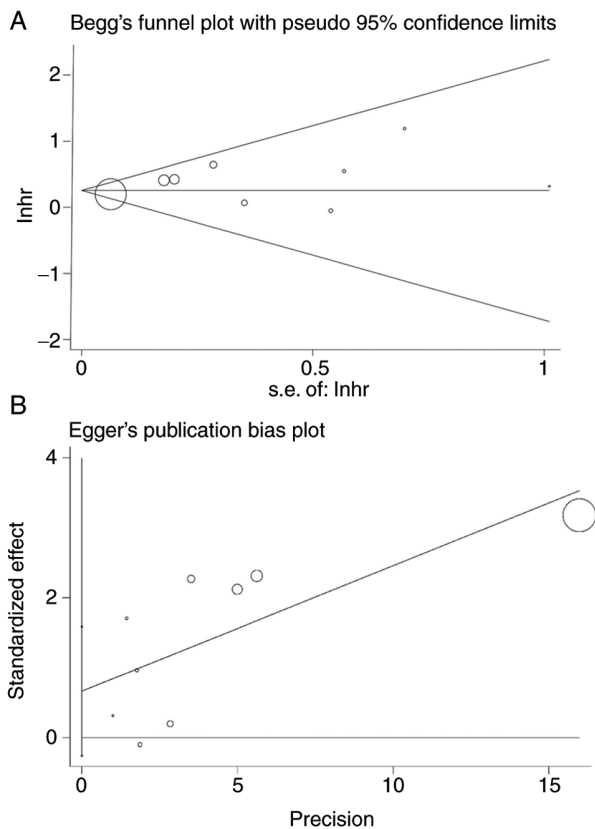 A
Begg's funnel plot with pseudo 95% confidence limits
2
1
0
−1
−2
lnhr
0
0.5
1
s.e. of: lnhr
B
Egger's publication bias plot
4
2
0
Standardized effect
0
5
10
15
Precision